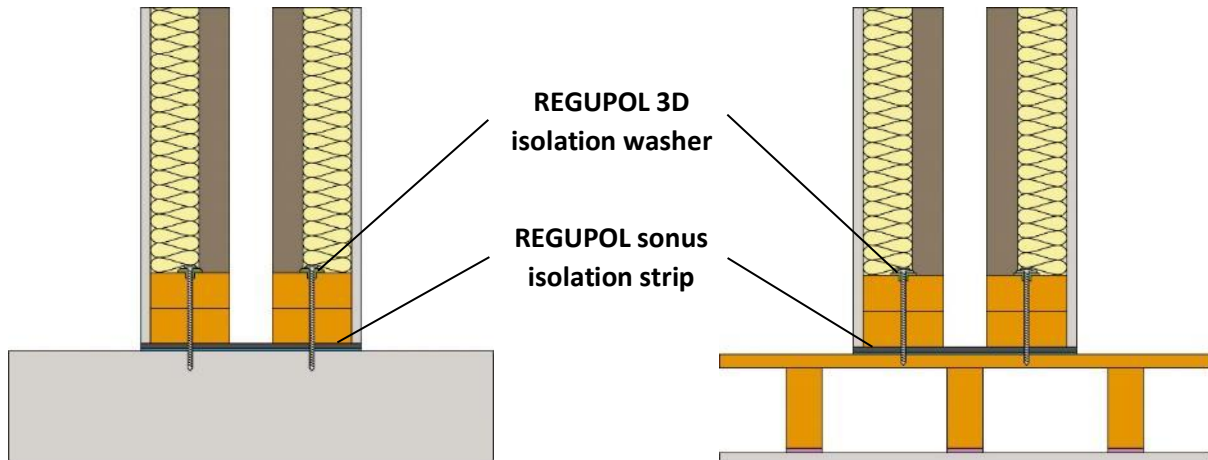 REGUPOL 3D
isolation washer
REGUPOL sonus
isolation strip